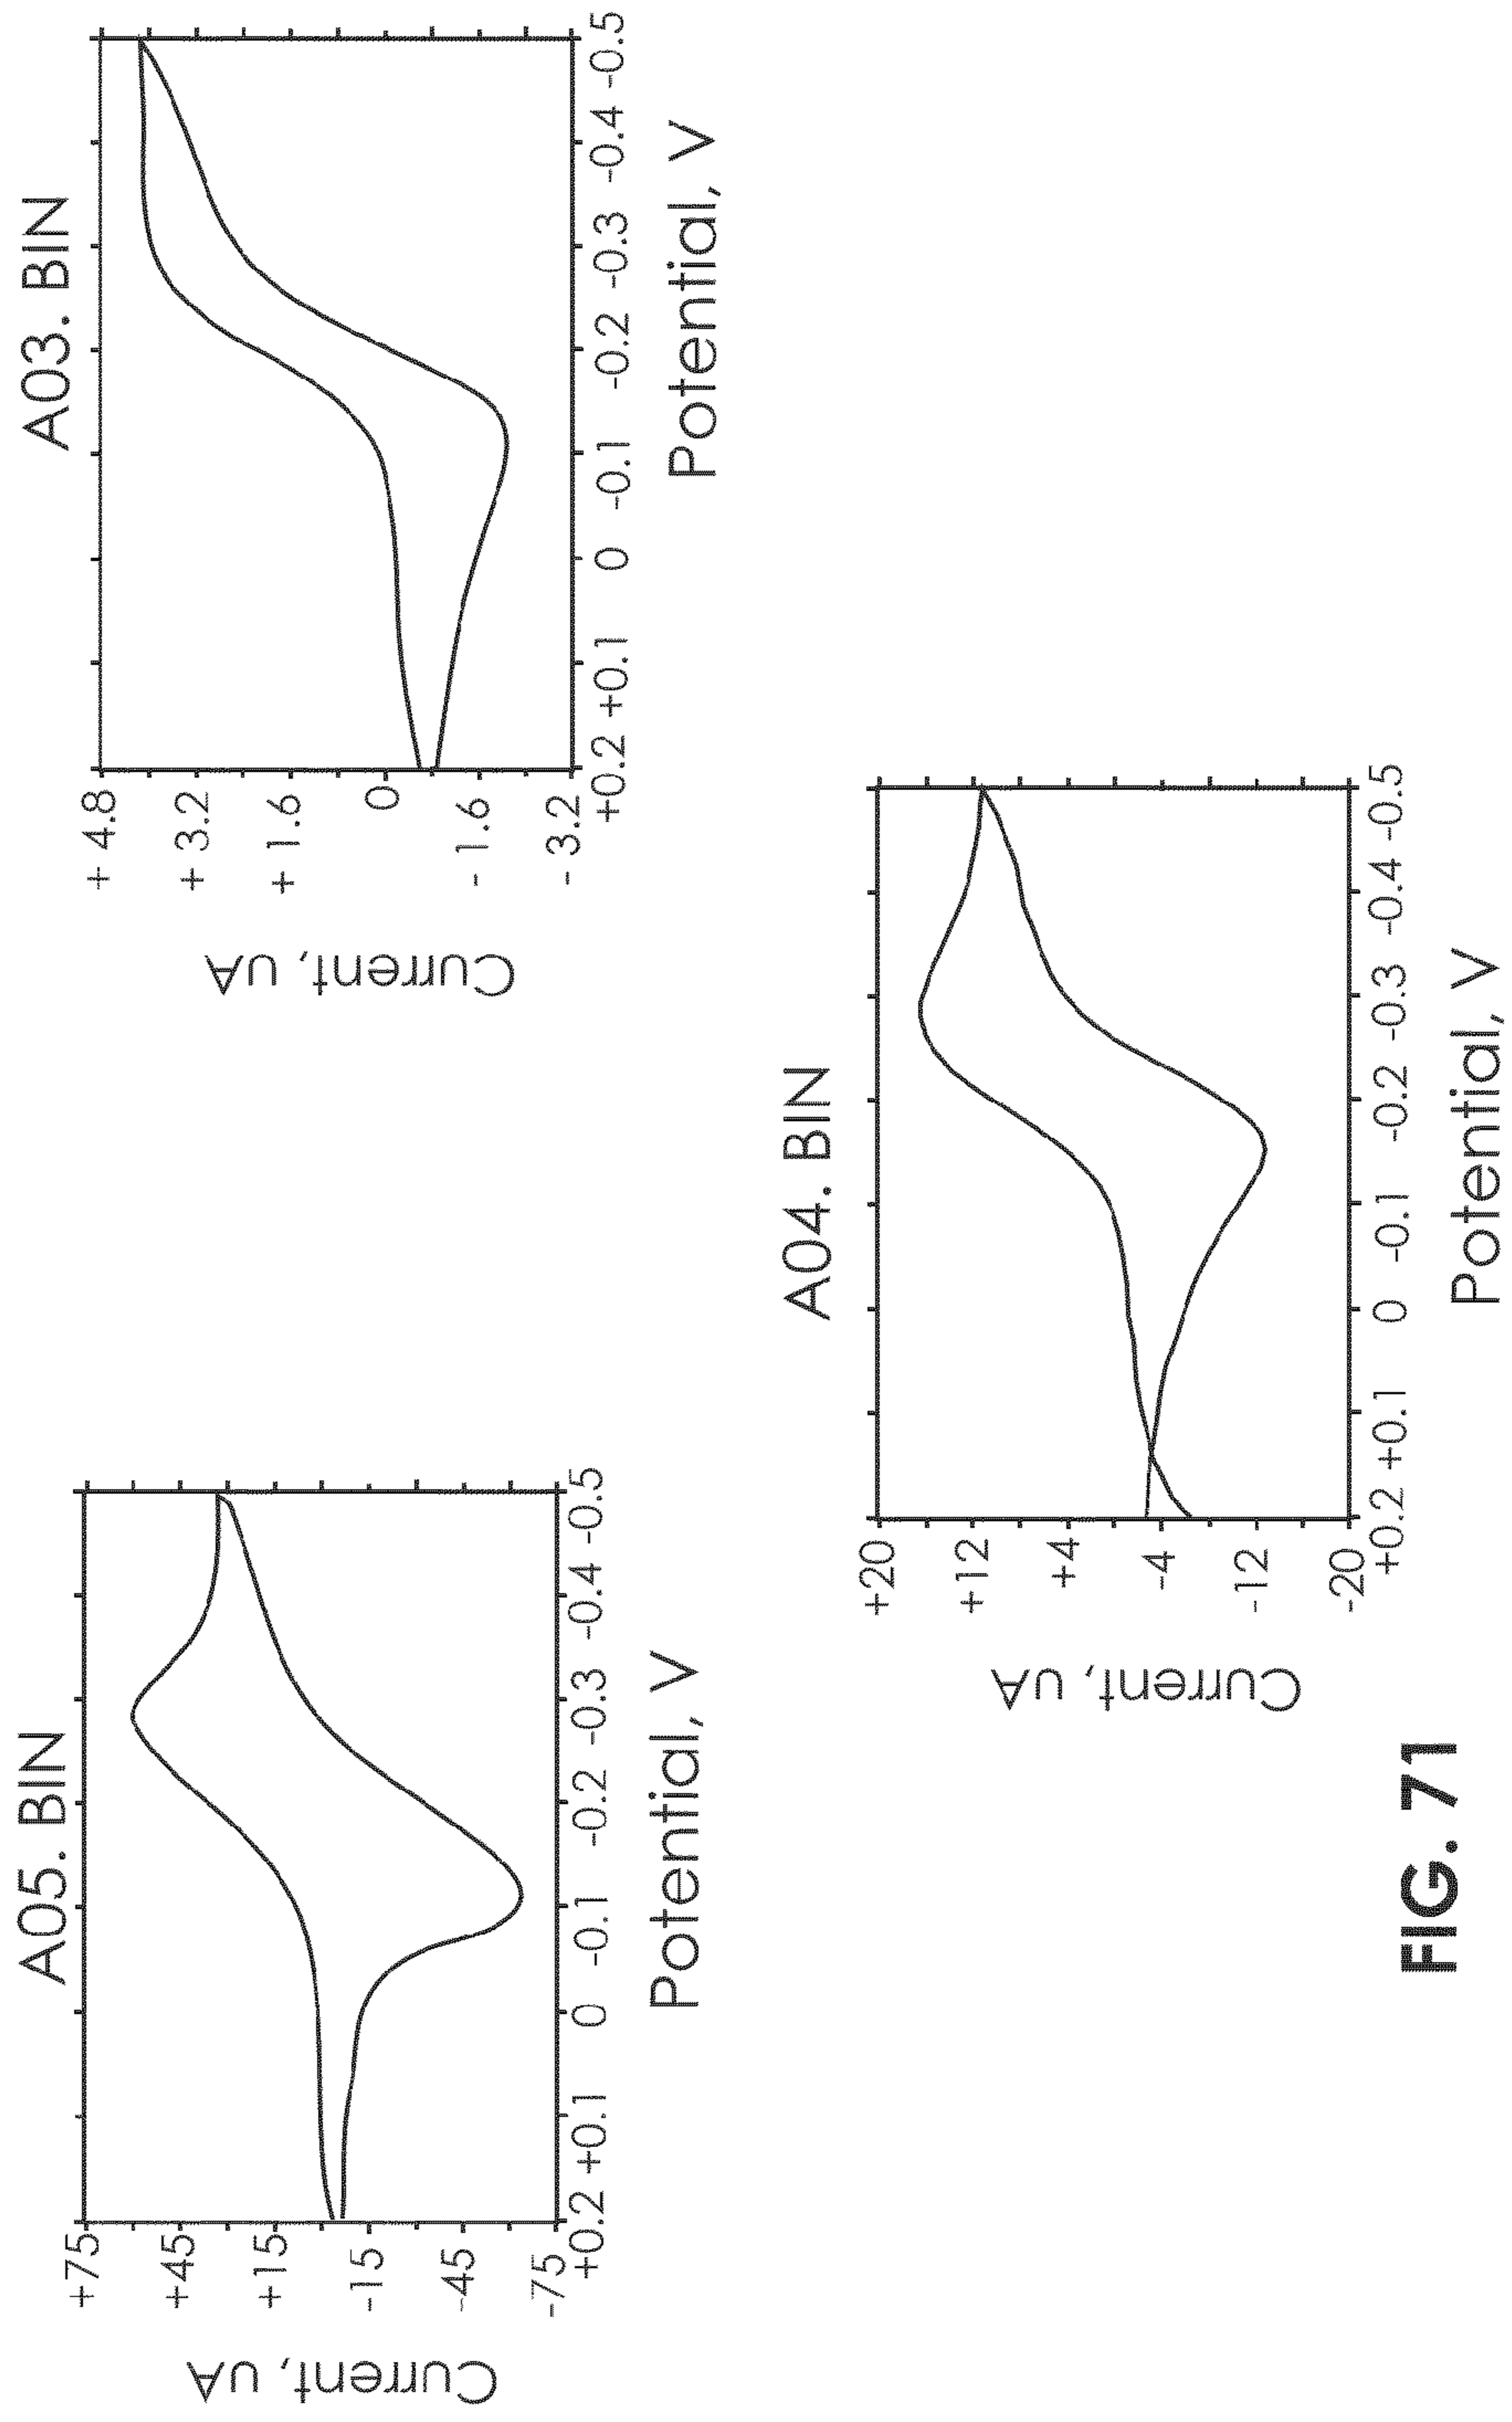 A05. BIN
Current, uA
+75
+45
+15
-15
-45
-75
+0.2 +0.1 0 -0.1 -0.2 -0.3 -0.4 -0.5
Potential, V
A03. BIN
Current, uA
+ 4.8
+ 3.2
+ 1.6
0
- 1.6
- 3.2
+0.2 +0.1 0 -0.1 -0.2 -0.3 -0.4 -0.5
Potential, V
A04. BIN
Current, uA
+20
+12
+4
-4
-12
-20
+0.2 +0.1 0 -0.1 -0.2 -0.3 -0.4 -0.5
Potential, V
FIG. 71